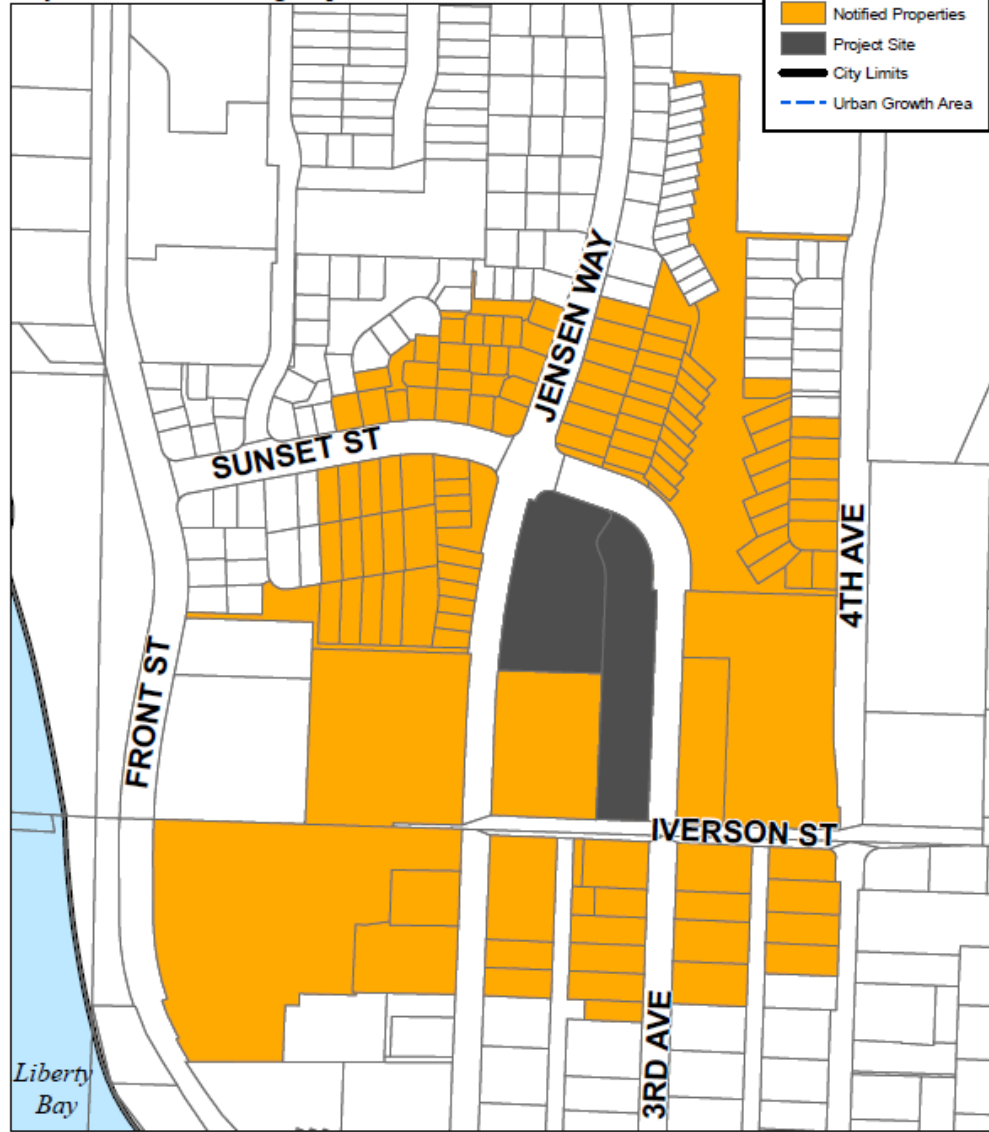 Notified Properties
Project Site
City Limits
Urban Growth Area
JENSEN WAY
SUNSET ST
4TH AVE
FRONT ST
IVERSON ST
3RD AVE
Liberty
Bay